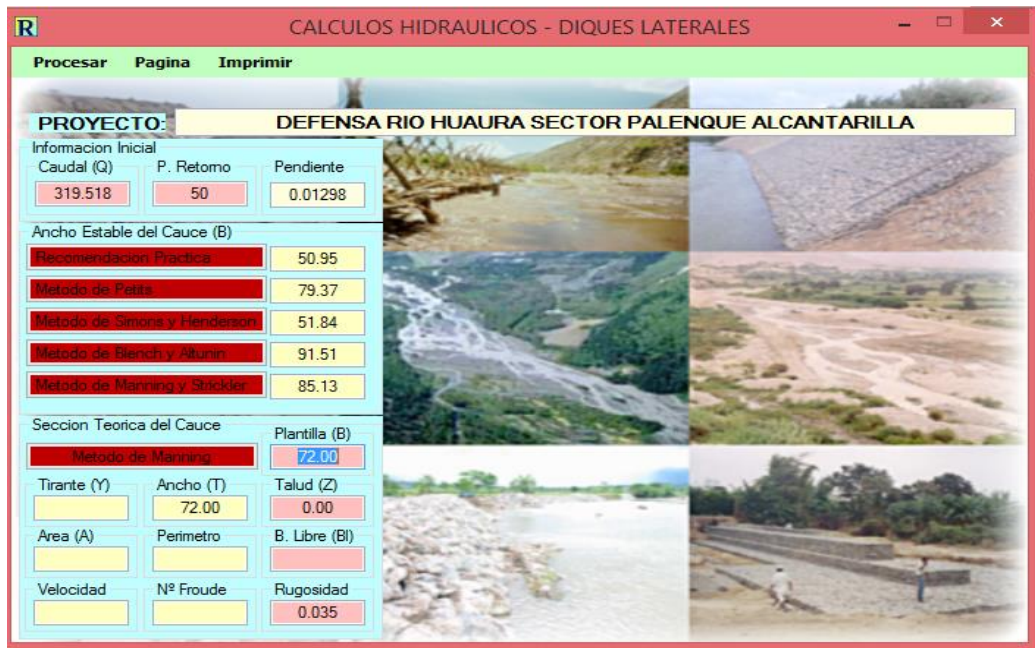 R CALCULOS HIDRAULICOS - DIQUES LATERALES
Procesar Pagina Imprimir
PROYECTO: DEFENSA RIO HUAURA SECTOR PALENQUE ALCANTARILLA
Informacion Inicial
Caudal (Q) P. Retorno Pendiente
319.518 50 0.01298
Ancho Estable del Cauce (B)
Recomendacion Practica 50.95
Metodo de Petits 79.37
Metodo de Simons y Henderson 51.84
Metodo de Blench y Altunin 91.51
Metodo de Manning y Strickler 85.13
Seccion Teorica del Cauce
Plantilla (B)
Metodo de Manning 72.00
Tirante (Y) Ancho (T) Talud (Z)
72.00 0.00
Area (A) Perimetro B. Libre (Bl)
Velocidad Nº Froude Rugosidad
0.035